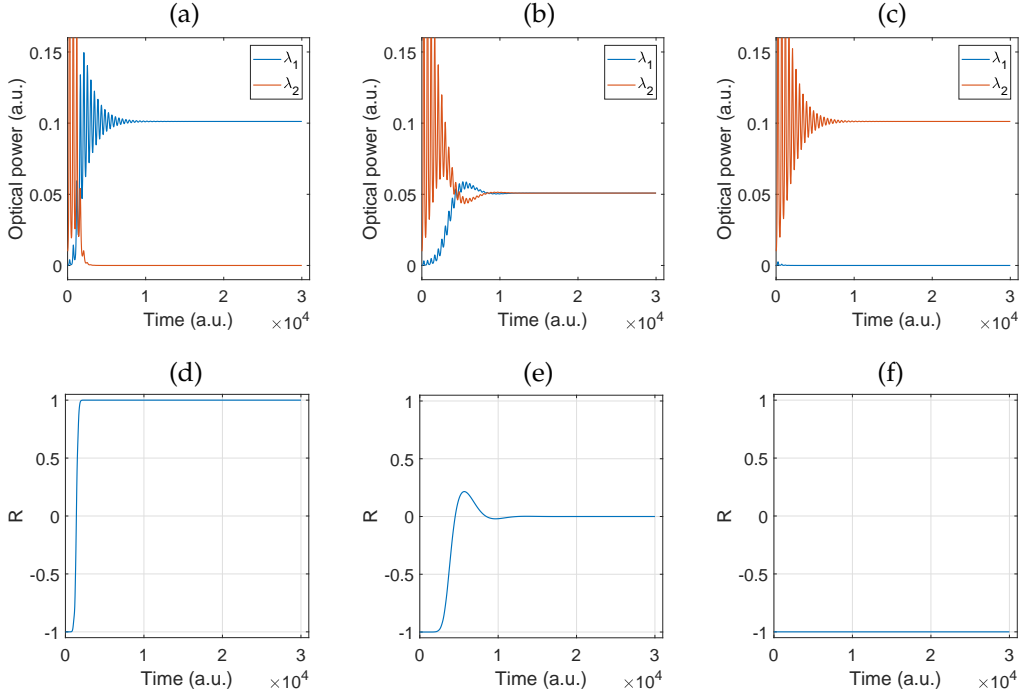 (a)
0.15
0.1
0.05
0
Optical power (a.u.)
λ1
λ2
0 1 2 3
Time (a.u.)
×10^4
(b)
0.15
0.1
0.05
0
Optical power (a.u.)
λ1
λ2
0 1 2 3
Time (a.u.)
×10^4
(c)
0.15
0.1
0.05
0
Optical power (a.u.)
λ1
λ2
0 1 2 3
Time (a.u.)
×10^4
(d)
1
0.5
0
-0.5
-1
R
0 1 2 3
Time (a.u.)
×10^4
(e)
1
0.5
0
-0.5
-1
R
0 1 2 3
Time (a.u.)
×10^4
(f)
1
0.5
0
-0.5
-1
R
0 1 2 3
Time (a.u.)
×10^4